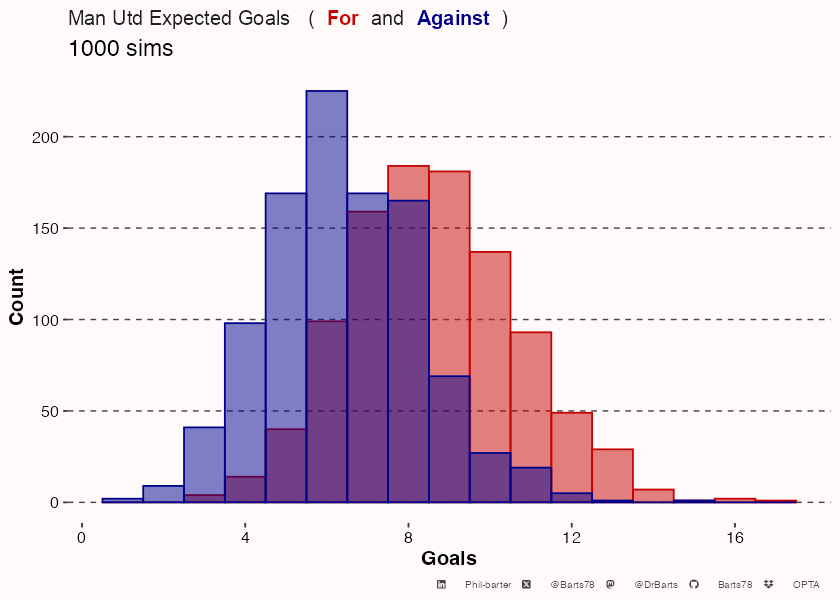 Man Utd Expected Goals ( For and Against )
1000 sims
200
150
100
50
0
Count
0 4 8 12 16
Goals
Phil-barter @Barts78 @DrBarts Barts78 OPTA